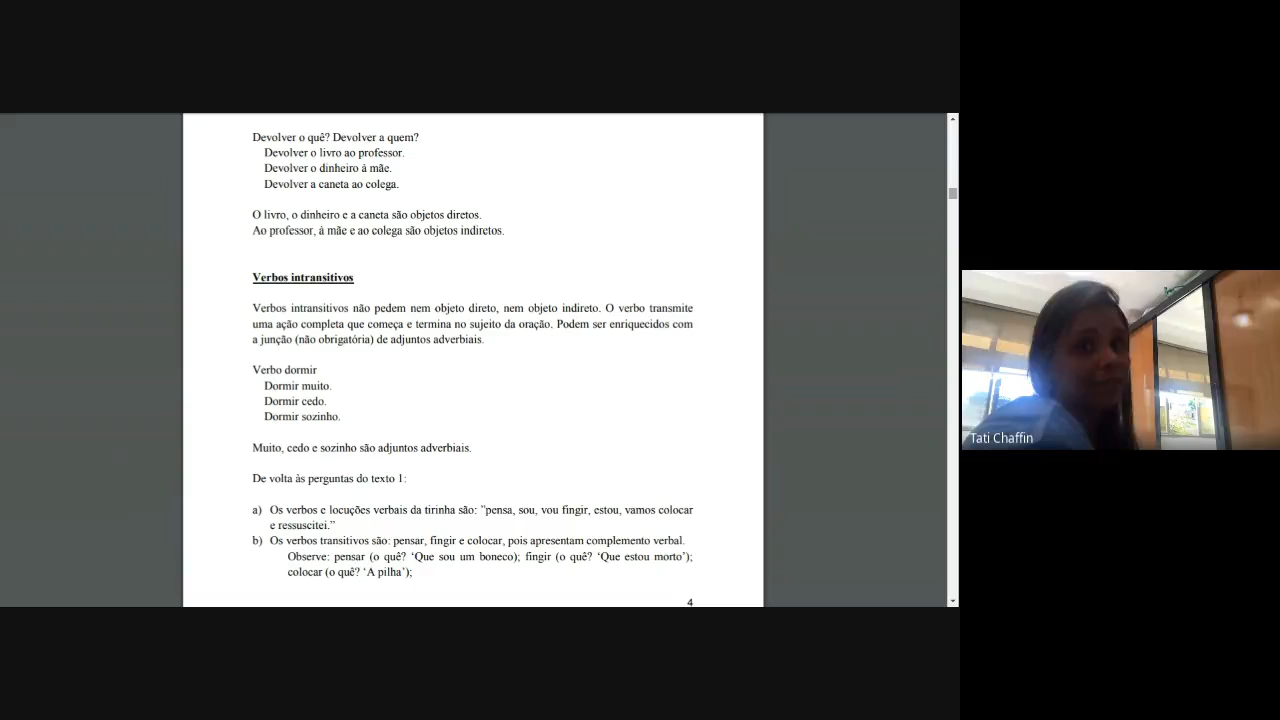 Devolver o quê? Devolver a quem?
Devolver o livro ao professor.
Devolver o dinheiro à mãe.
Devolver a caneta ao colega.
O livro, o dinheiro e a caneta são objetos diretos.
Ao professor, à mãe e ao colega são objetos indiretos.
Verbos intransitivos
Verbos intransitivos não pedem nem objeto direto, nem objeto indireto. O verbo transmite
uma ação completa que começa e termina no sujeito da oração. Podem ser enriquecidos com
a junção (não obrigatória) de adjuntos adverbiais.
Verbo dormir
Dormir muito.
Dormir cedo.
Dormir sozinho.
Muito, cedo e sozinho são adjuntos adverbiais.
De volta às perguntas do texto 1:
a) Os verbos e locuções verbais da tirinha são: ”pensa, sou, vou fingir, estou, vamos colocar
e ressuscitei.”
b) Os verbos transitivos são: pensar, fingir e colocar, pois apresentam complemento verbal.
Observe: pensar (o quê? ‘Que sou um boneco); fingir (o quê? ‘Que estou morto’);
colocar (o quê? ‘A pilha’);
4
Tati Chaffin